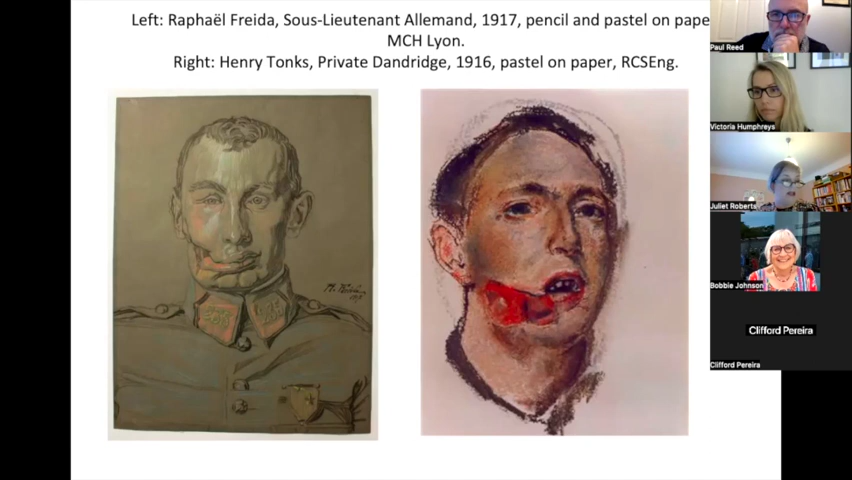 Left: Raphaël Freida, Sous-Lieutenant Allemand, 1917, pencil and pastel on pape
MCH Lyon.
Right: Henry Tonks, Private Dandridge, 1916, pastel on paper, RCSEng.
Paul Reed
Victoria Humphreys
Juliet Roberts
Bobbie Johnson
Clifford Pereira
Clifford Pereira